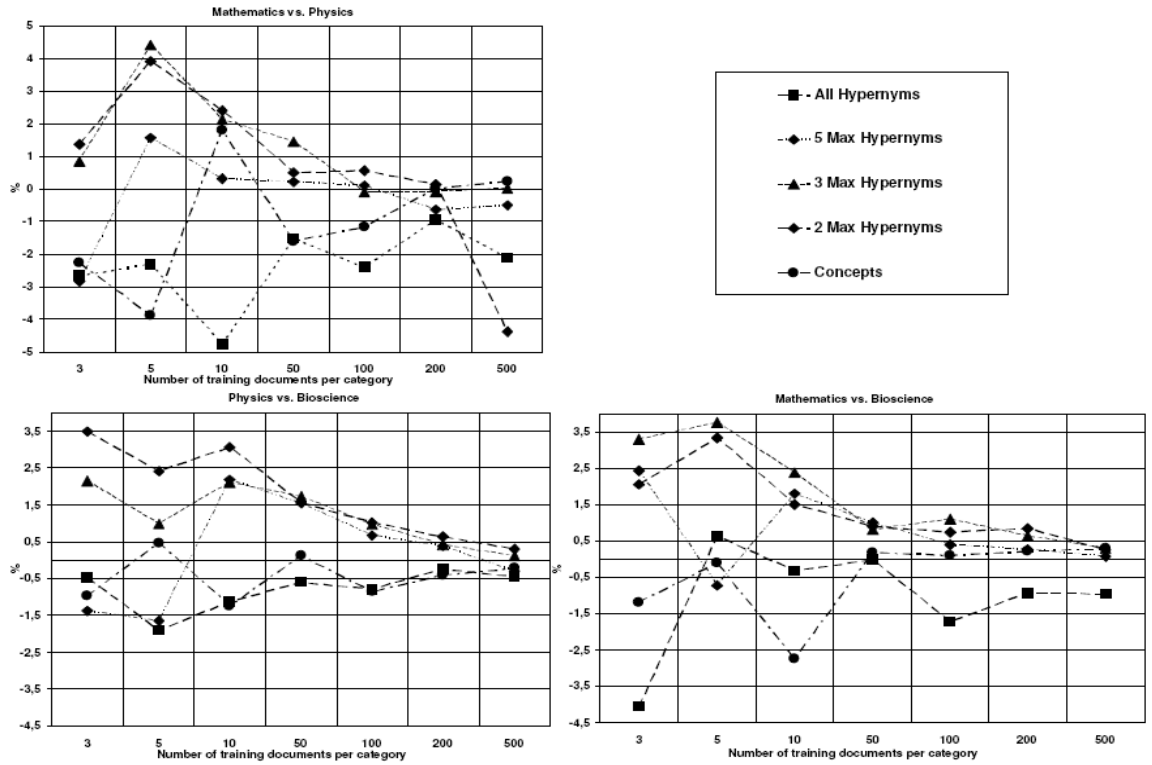 Mathematics vs. Physics
5
4
3
2
1
0
-1
-2
-3
-4
-5
%
3 5 10 50 100 200 500
Number of training documents per category
All Hypernyms
5 Max Hypernyms
3 Max Hypernyms
2 Max Hypernyms
Concepts
Physics vs. Bioscience
3,5
2,5
1,5
0,5
-0,5
-1,5
-2,5
-3,5
-4,5
%
3 5 10 50 100 200 500
Number of training documents per category
Mathematics vs. Bioscience
3,5
2,5
1,5
0,5
-0,5
-1,5
-2,5
-3,5
-4,5
%
3 5 10 50 100 200 500
Number of training documents per category